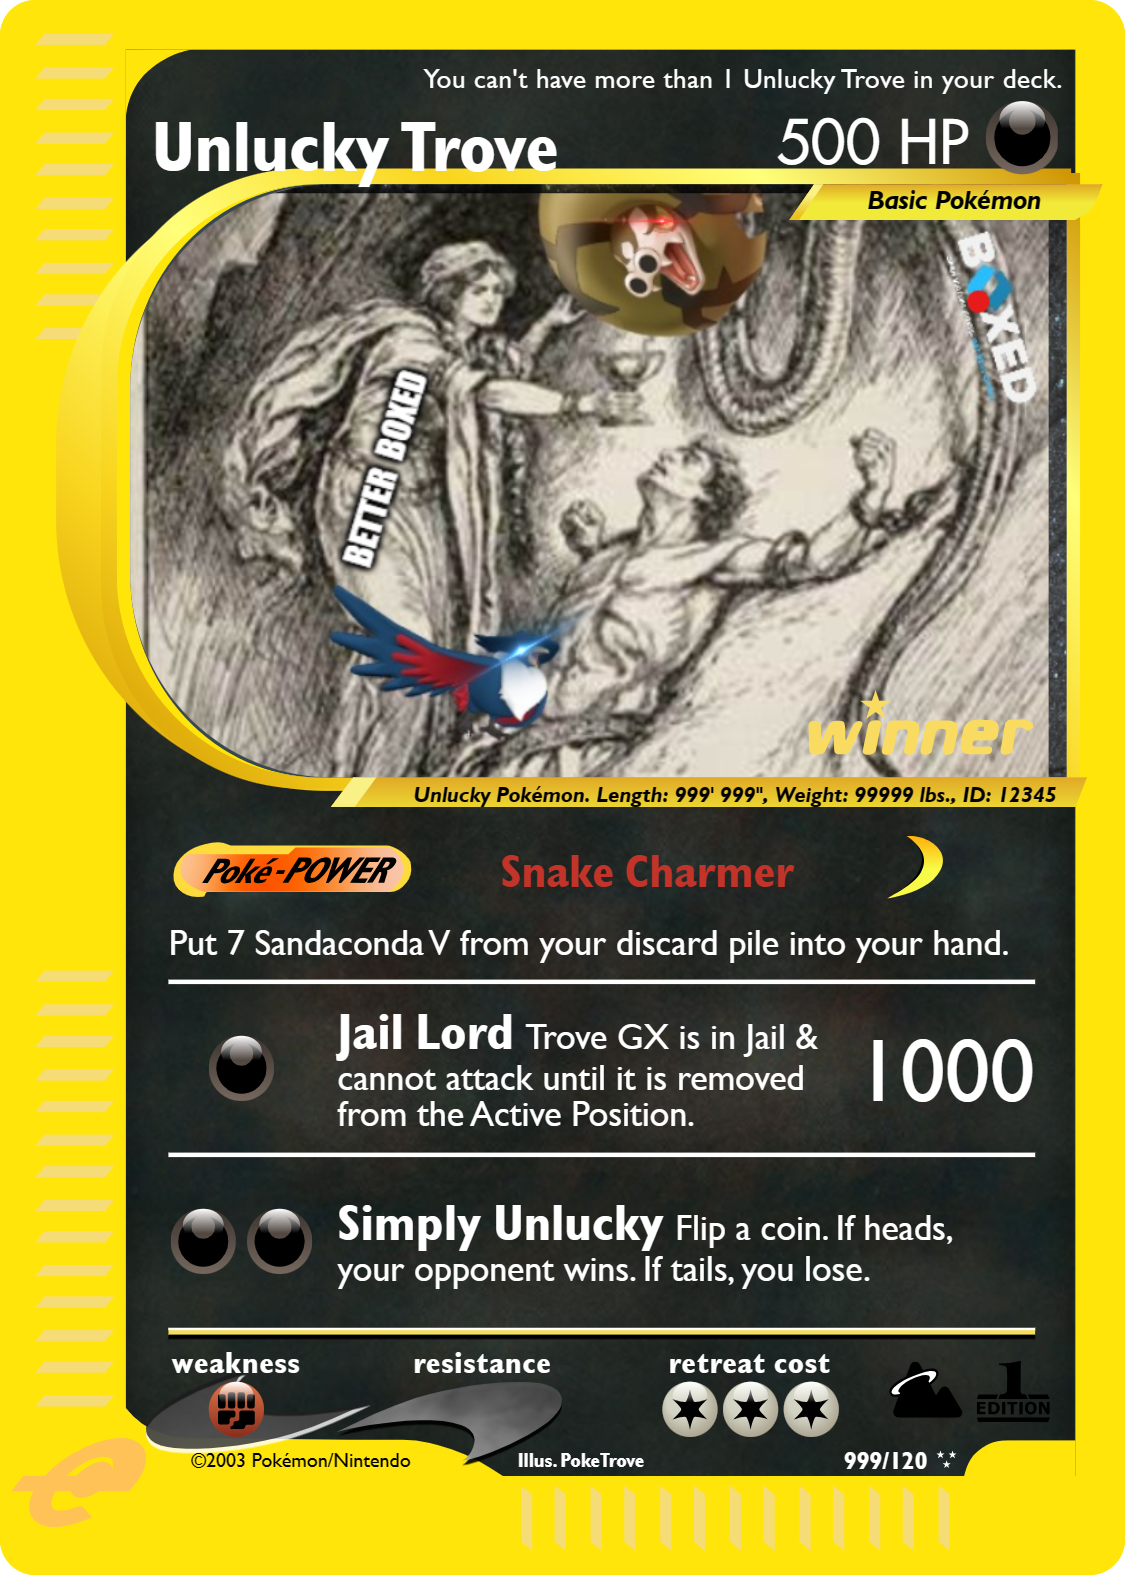 You can't have more than 1 Unlucky Trove in your deck.
Unlucky Trove
500 HP
Basic Pokémon
BOXED
BETTER BOXED
winner
Unlucky Pokémon. Length: 999' 999", Weight: 99999 lbs., ID: 12345
Poké-POWER
Snake Charmer
Put 7 Sandaconda V from your discard pile into your hand.
Jail Lord Trove GX is in Jail &
cannot attack until it is removed
from the Active Position.
1000
Simply Unlucky Flip a coin. If heads,
your opponent wins. If tails, you lose.
weakness
resistance
retreat cost
1
EDITION
©2003 Pokémon/Nintendo
Illus. PokeTrove
999/120
e